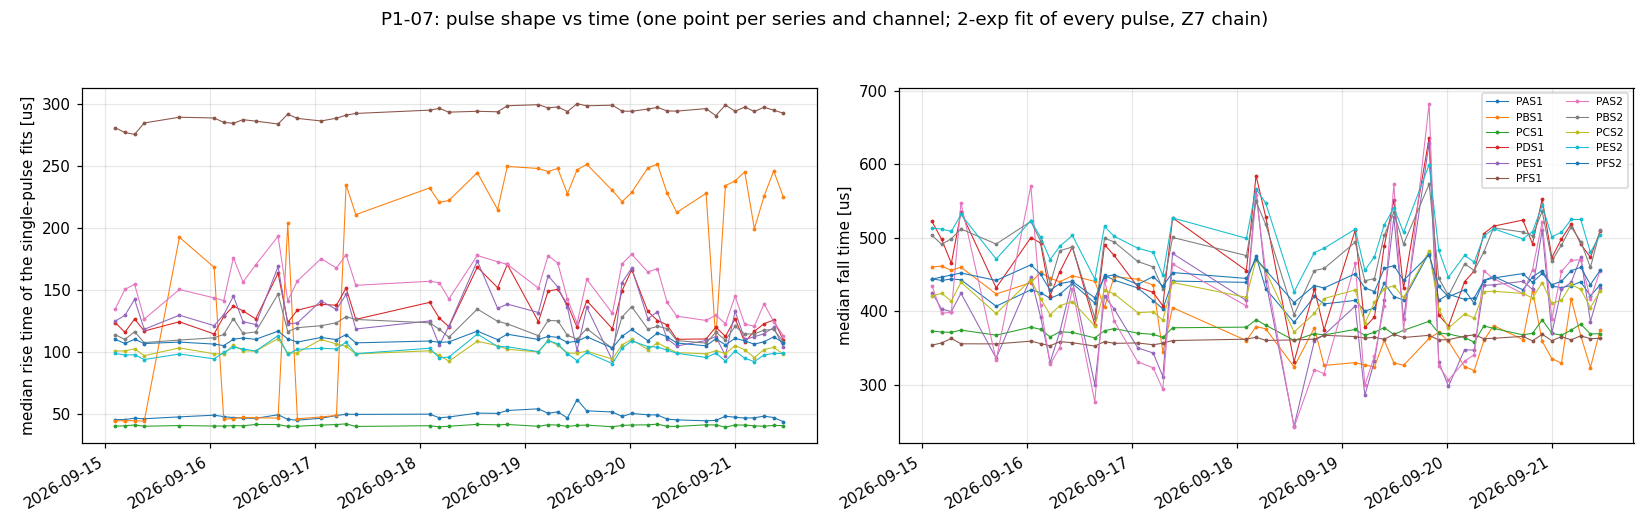 P1-07: pulse shape vs time (one point per series and channel; 2-exp fit of every pulse, Z7 chain)
median rise time of the single-pulse fits [us]
300
250
200
150
100
50
2026-09-15
2026-09-16
2026-09-17
2026-09-18
2026-09-19
2026-09-20
2026-09-21
median fall time [us]
700
600
500
400
300
2026-09-15
2026-09-16
2026-09-17
2026-09-18
2026-09-19
2026-09-20
2026-09-21
PAS1
PBS1
PCS1
PDS1
PES1
PFS1
PAS2
PBS2
PCS2
PES2
PFS2